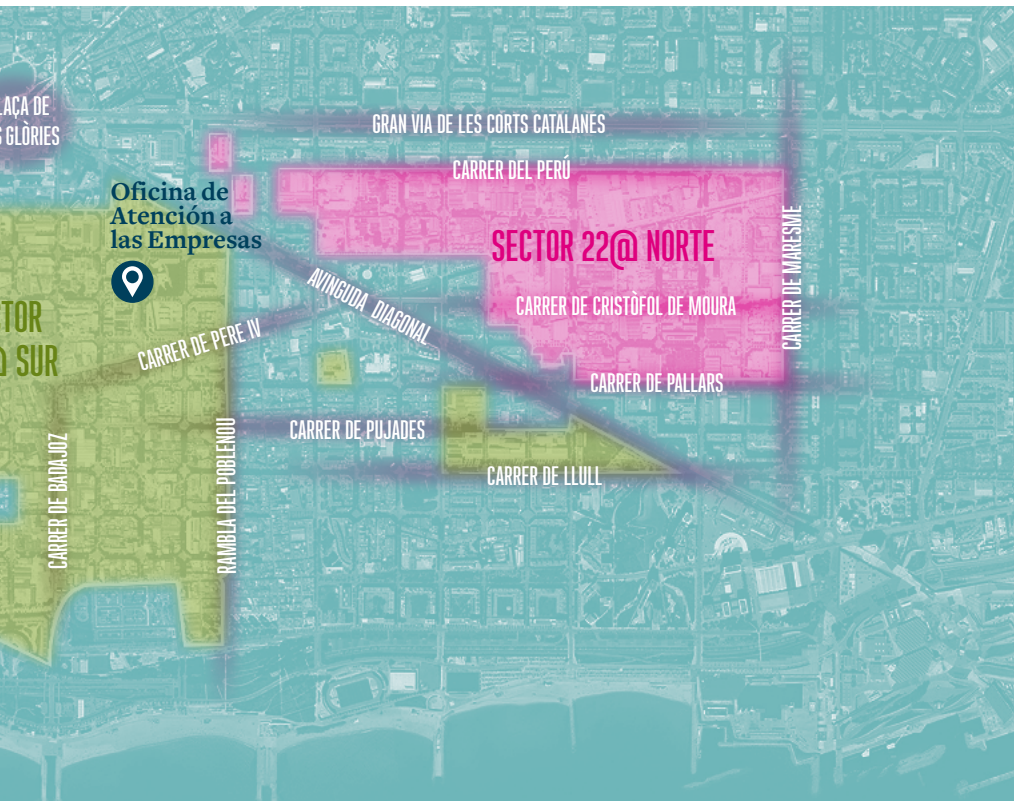 LAÇA DE
S GLÒRIES
GRAN VIA DE LES CORTS CATALANES
CARRER DEL PERÚ
Oficina de
Atención a
las Empresas
SECTOR 22@ NORTE
CARRER DE MARESME
AVINGUDA DIAGONAL
CARRER DE CRISTÒFOL DE MOURA
TOR
@ SUR
CARRER DE PERE IV
CARRER DE PALLARS
CARRER DE PUJADES
CARRER DE BADAJOZ
RAMBLA DEL POBLENOU
CARRER DE LLULL